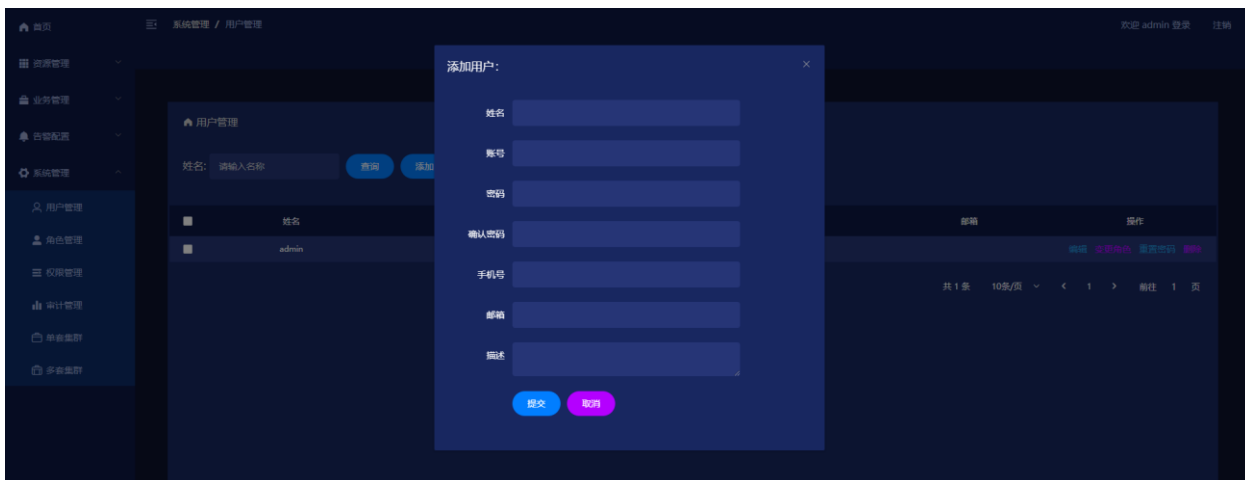 首页
系统管理 / 用户管理
欢迎 admin 登录 注销
资源管理
业务管理
告警配置
系统管理
用户管理
角色管理
权限管理
审计管理
单套集群
多套集群
用户管理
姓名: 请输入名称 查询 添加
姓名 邮箱 操作
admin 编辑 重置密码 删除
共 1 条 10条/页 1 前往 1 页
添加用户:
姓名
账号
密码
确认密码
手机号
邮箱
描述
提交 取消